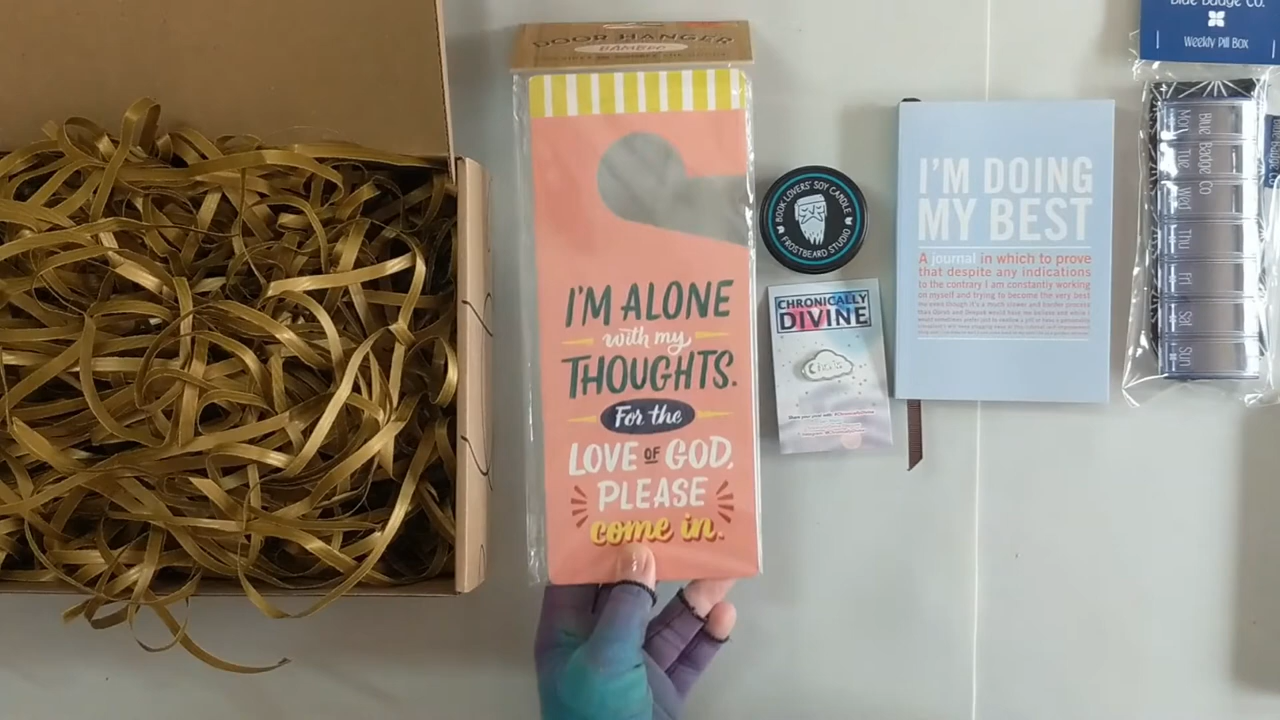 DOOR HANGER
BAMBOO
I'M ALONE
with my
THOUGHTS.
For the
LOVE OF GOD,
PLEASE
come in.
BOOK LOVERS' SOY CANDLE
FROSTBEARD STUDIO
CHRONICALLY
DIVINE
I'M DOING
MY BEST
A journal in which to prove
that despite any indications
to the contrary I am constantly working
on myself and trying to become the very best
Blue Badge Co.
Weekly Pill Box
Blue Badge Co
Mon
Tue
Wed
Thu
Fri
Sat
Sun